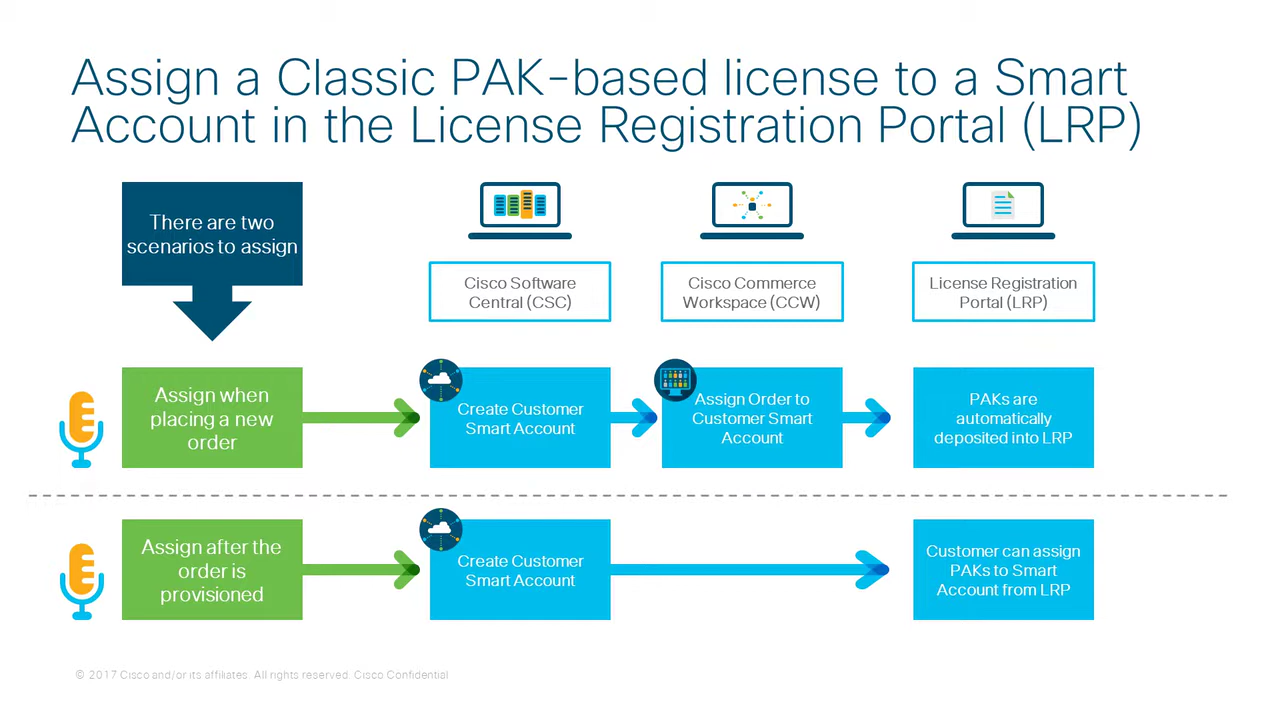 Assign a Classic PAK-based license to a Smart
Account in the License Registration Portal (LRP)
There are two
scenarios to assign
Cisco Software
Central (CSC)
Cisco Commerce
Workspace (CCW)
License Registration
Portal (LRP)
Assign when
placing a new
order
Create Customer
Smart Account
Assign Order to
Customer Smart
Account
PAKs are
automatically
deposited into LRP
Assign after the
order is
provisioned
Create Customer
Smart Account
Customer can assign
PAKs to Smart
Account from LRP
© 2017 Cisco and/or its affiliates. All rights reserved. Cisco Confidential